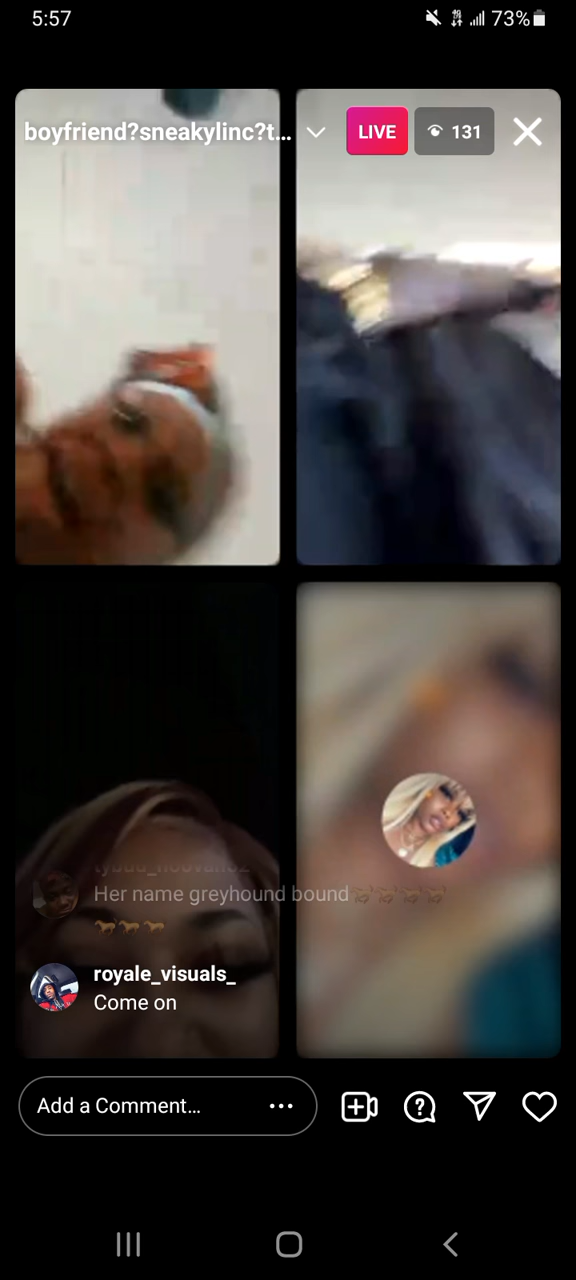 5:57
73%
boyfriend?sneakylinc?t...
LIVE
131
Her name greyhound bound🐎🐎🐎🐎
🐎🐎🐎
royale_visuals_
Come on
Add a Comment...